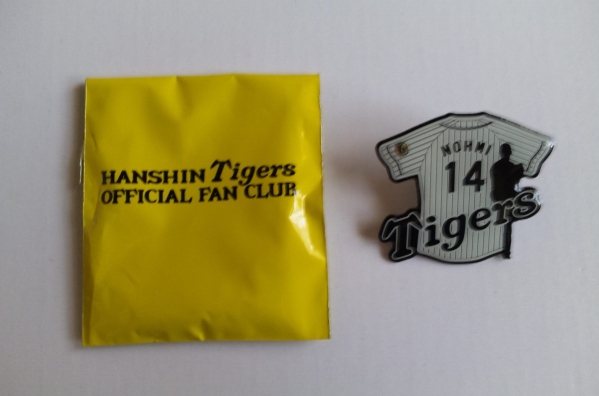 HANSHIN Tigers
OFFICIAL FAN CLUB
NOHMI
14
Tigers